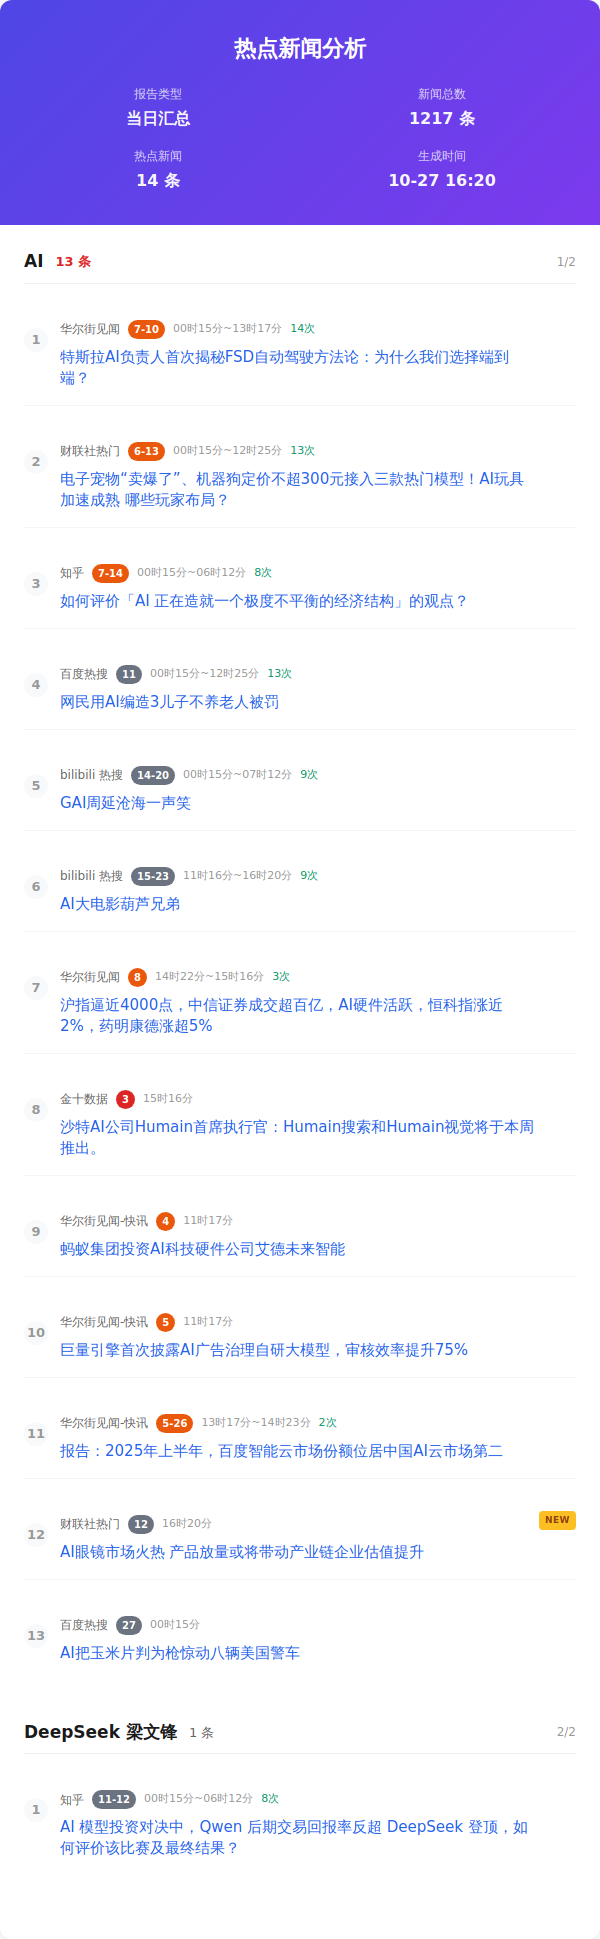 热点新闻分析
报告类型 新闻总数
当日汇总 1217 条
热点新闻 生成时间
14 条 10-27 16:20
AI 13 条 1/2
1 华尔街见闻 7-10 00时15分~13时17分 14次
特斯拉AI负责人首次揭秘FSD自动驾驶方法论：为什么我们选择端到
端？
2 财联社热门 6-13 00时15分~12时25分 13次
电子宠物“卖爆了”、机器狗定价不超300元接入三款热门模型！AI玩具
加速成熟 哪些玩家布局？
3 知乎 7-14 00时15分~06时12分 8次
如何评价「AI 正在造就一个极度不平衡的经济结构」的观点？
4 百度热搜 11 00时15分~12时25分 13次
网民用AI编造3儿子不养老人被罚
5 bilibili 热搜 14-20 00时15分~07时12分 9次
GAI周延沧海一声笑
6 bilibili 热搜 15-23 11时16分~16时20分 9次
AI大电影葫芦兄弟
7 华尔街见闻 8 14时22分~15时16分 3次
沪指逼近4000点，中信证券成交超百亿，AI硬件活跃，恒科指涨近
2%，药明康德涨超5%
8 金十数据 3 15时16分
沙特AI公司Humain首席执行官：Humain搜索和Humain视觉将于本周
推出。
9 华尔街见闻-快讯 4 11时17分
蚂蚁集团投资AI科技硬件公司艾德未来智能
10 华尔街见闻-快讯 5 11时17分
巨量引擎首次披露AI广告治理自研大模型，审核效率提升75%
11 华尔街见闻-快讯 5-26 13时17分~14时23分 2次
报告：2025年上半年，百度智能云市场份额位居中国AI云市场第二
12 财联社热门 12 16时20分 NEW
AI眼镜市场火热 产品放量或将带动产业链企业估值提升
13 百度热搜 27 00时15分
AI把玉米片判为枪惊动八辆美国警车
DeepSeek 梁文锋 1 条 2/2
1 知乎 11-12 00时15分~06时12分 8次
AI 模型投资对决中，Qwen 后期交易回报率反超 DeepSeek 登顶，如
何评价该比赛及最终结果？